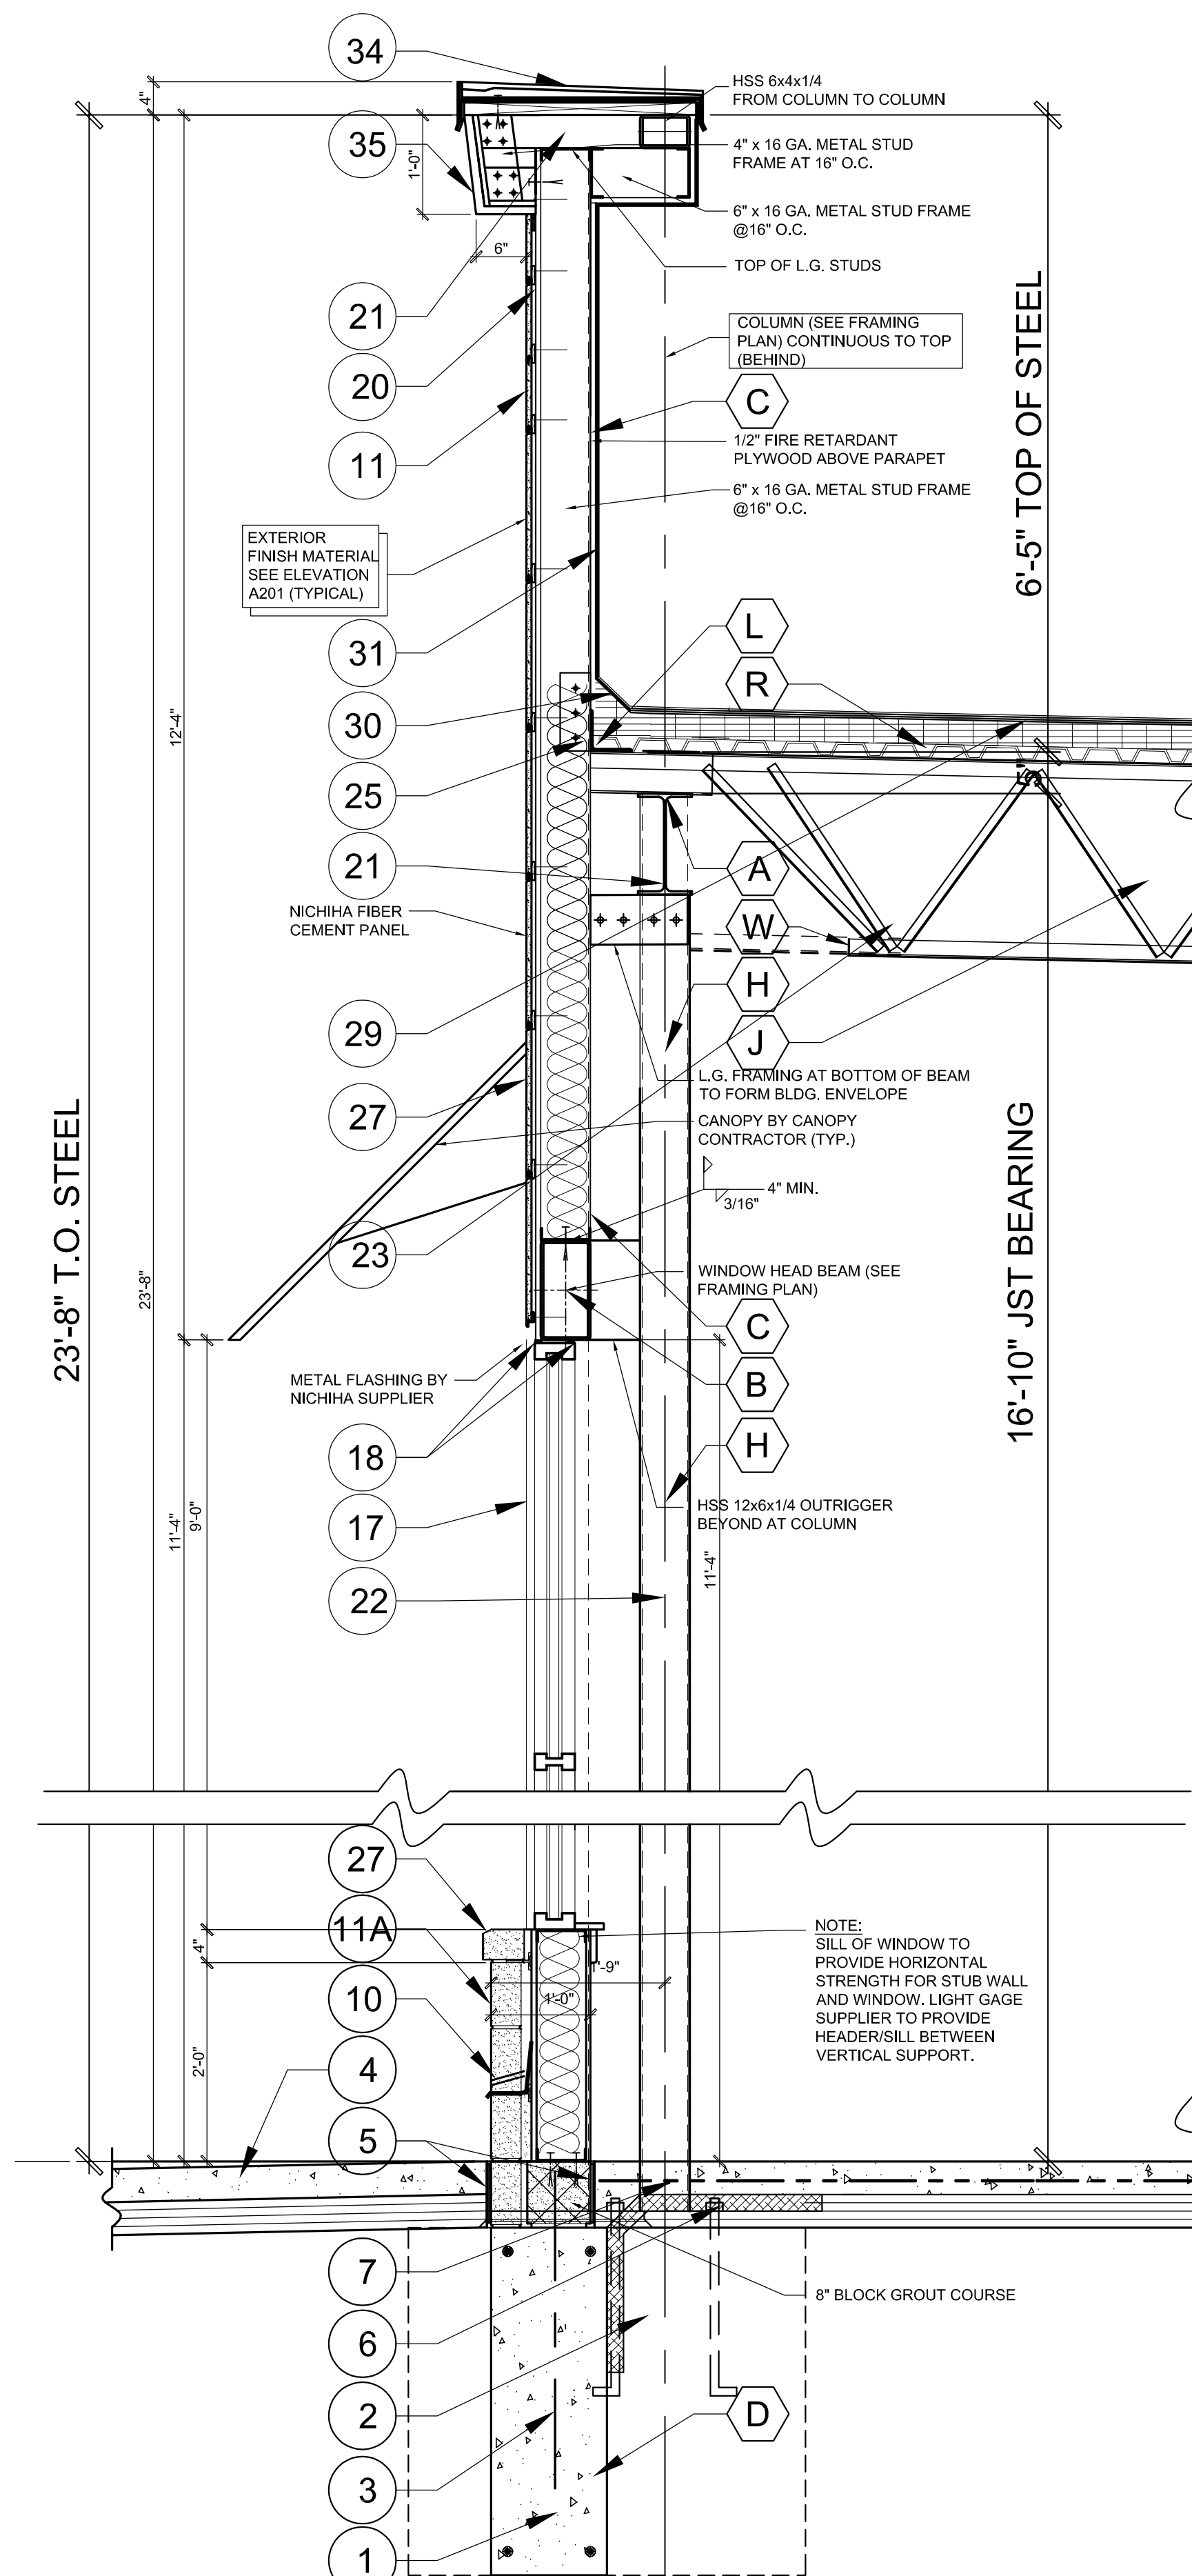 34
4"
HSS 6x4x1/4
FROM COLUMN TO COLUMN
35
1'-0"
4" x 16 GA. METAL STUD
FRAME AT 16" O.C.
6" x 16 GA. METAL STUD FRAME
@16" O.C.
6"
TOP OF L.G. STUDS
21
COLUMN (SEE FRAMING
PLAN) CONTINUOUS TO TOP
(BEHIND)
20
C
11
1/2" FIRE RETARDANT
PLYWOOD ABOVE PARAPET
6" x 16 GA. METAL STUD FRAME
@16" O.C.
6'-5" TOP OF STEEL
EXTERIOR
FINISH MATERIAL
SEE ELEVATION
A201 (TYPICAL)
31
L
R
30
12'-4"
25
21
A
NICHIHA FIBER
CEMENT PANEL
W
H
29
J
L.G. FRAMING AT BOTTOM OF BEAM
TO FORM BLDG. ENVELOPE
27
CANOPY BY CANOPY
CONTRACTOR (TYP.)
4" MIN.
3/16"
23
23'-8" T.O. STEEL
23'-8"
16'-10" JST BEARING
WINDOW HEAD BEAM (SEE
FRAMING PLAN)
C
B
METAL FLASHING BY
NICHIHA SUPPLIER
H
18
HSS 12x6x1/4 OUTRIGGER
BEYOND AT COLUMN
17
11'-4"
9'-0"
11'-4"
22
27
11A
NOTE:
SILL OF WINDOW TO
PROVIDE HORIZONTAL
STRENGTH FOR STUB WALL
AND WINDOW. LIGHT GAGE
SUPPLIER TO PROVIDE
HEADER/SILL BETWEEN
VERTICAL SUPPORT.
4"
1'-9"
1'-0"
10
2'-0"
4
5
7
8" BLOCK GROUT COURSE
6
2
D
3
1